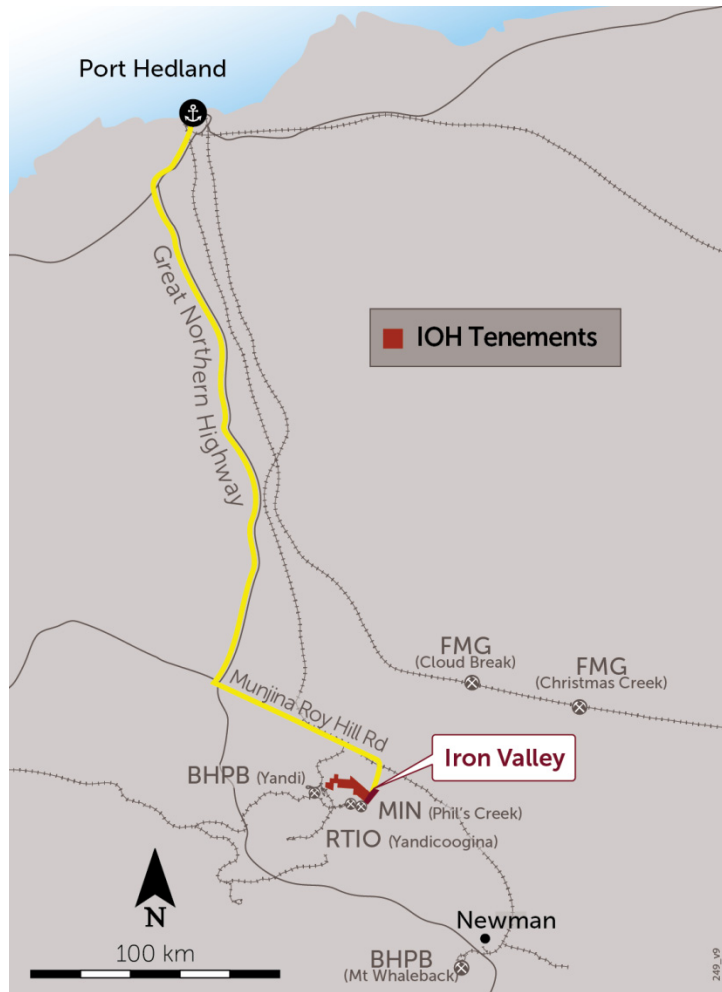 Port Hedland
Great Northern Highway
IOH Tenements
FMG
(Cloud Break)
FMG
(Christmas Creek)
Munjina Roy Hill Rd
Iron Valley
BHPB (Yandi)
MIN (Phil's Creek)
RTIO (Yandicoogina)
N
Newman
100 km
BHPB
(Mt Whaleback)
249_v9